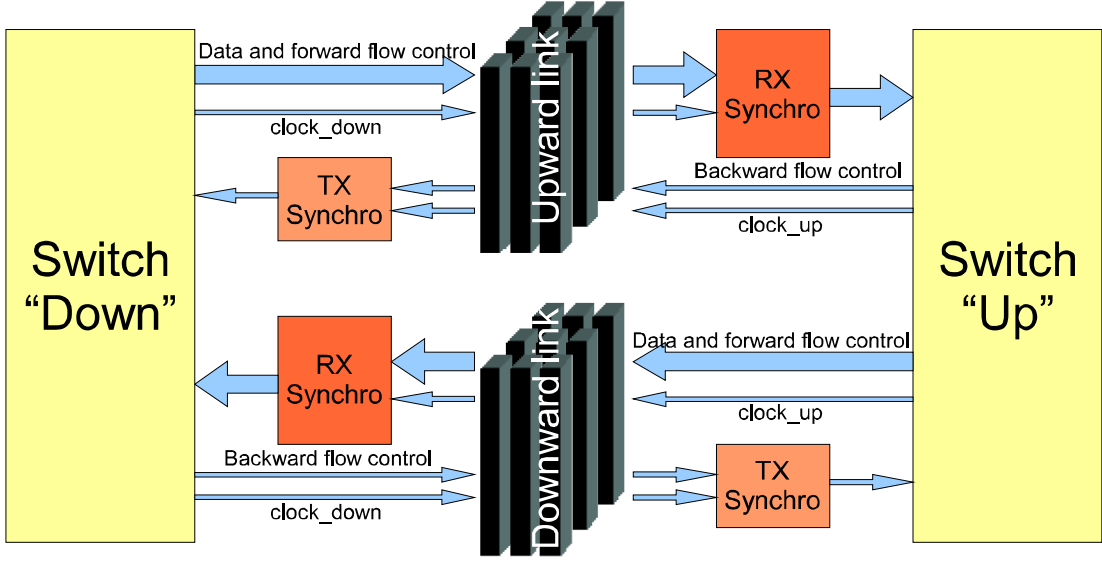 Data and forward flow control
clock_down
TX
Synchro
Upward link
RX
Synchro
Backward flow control
clock_up
Switch
“Down”
Switch
“Up”
RX
Synchro
Backward flow control
clock_down
Downward link
Data and forward flow control
clock_up
TX
Synchro